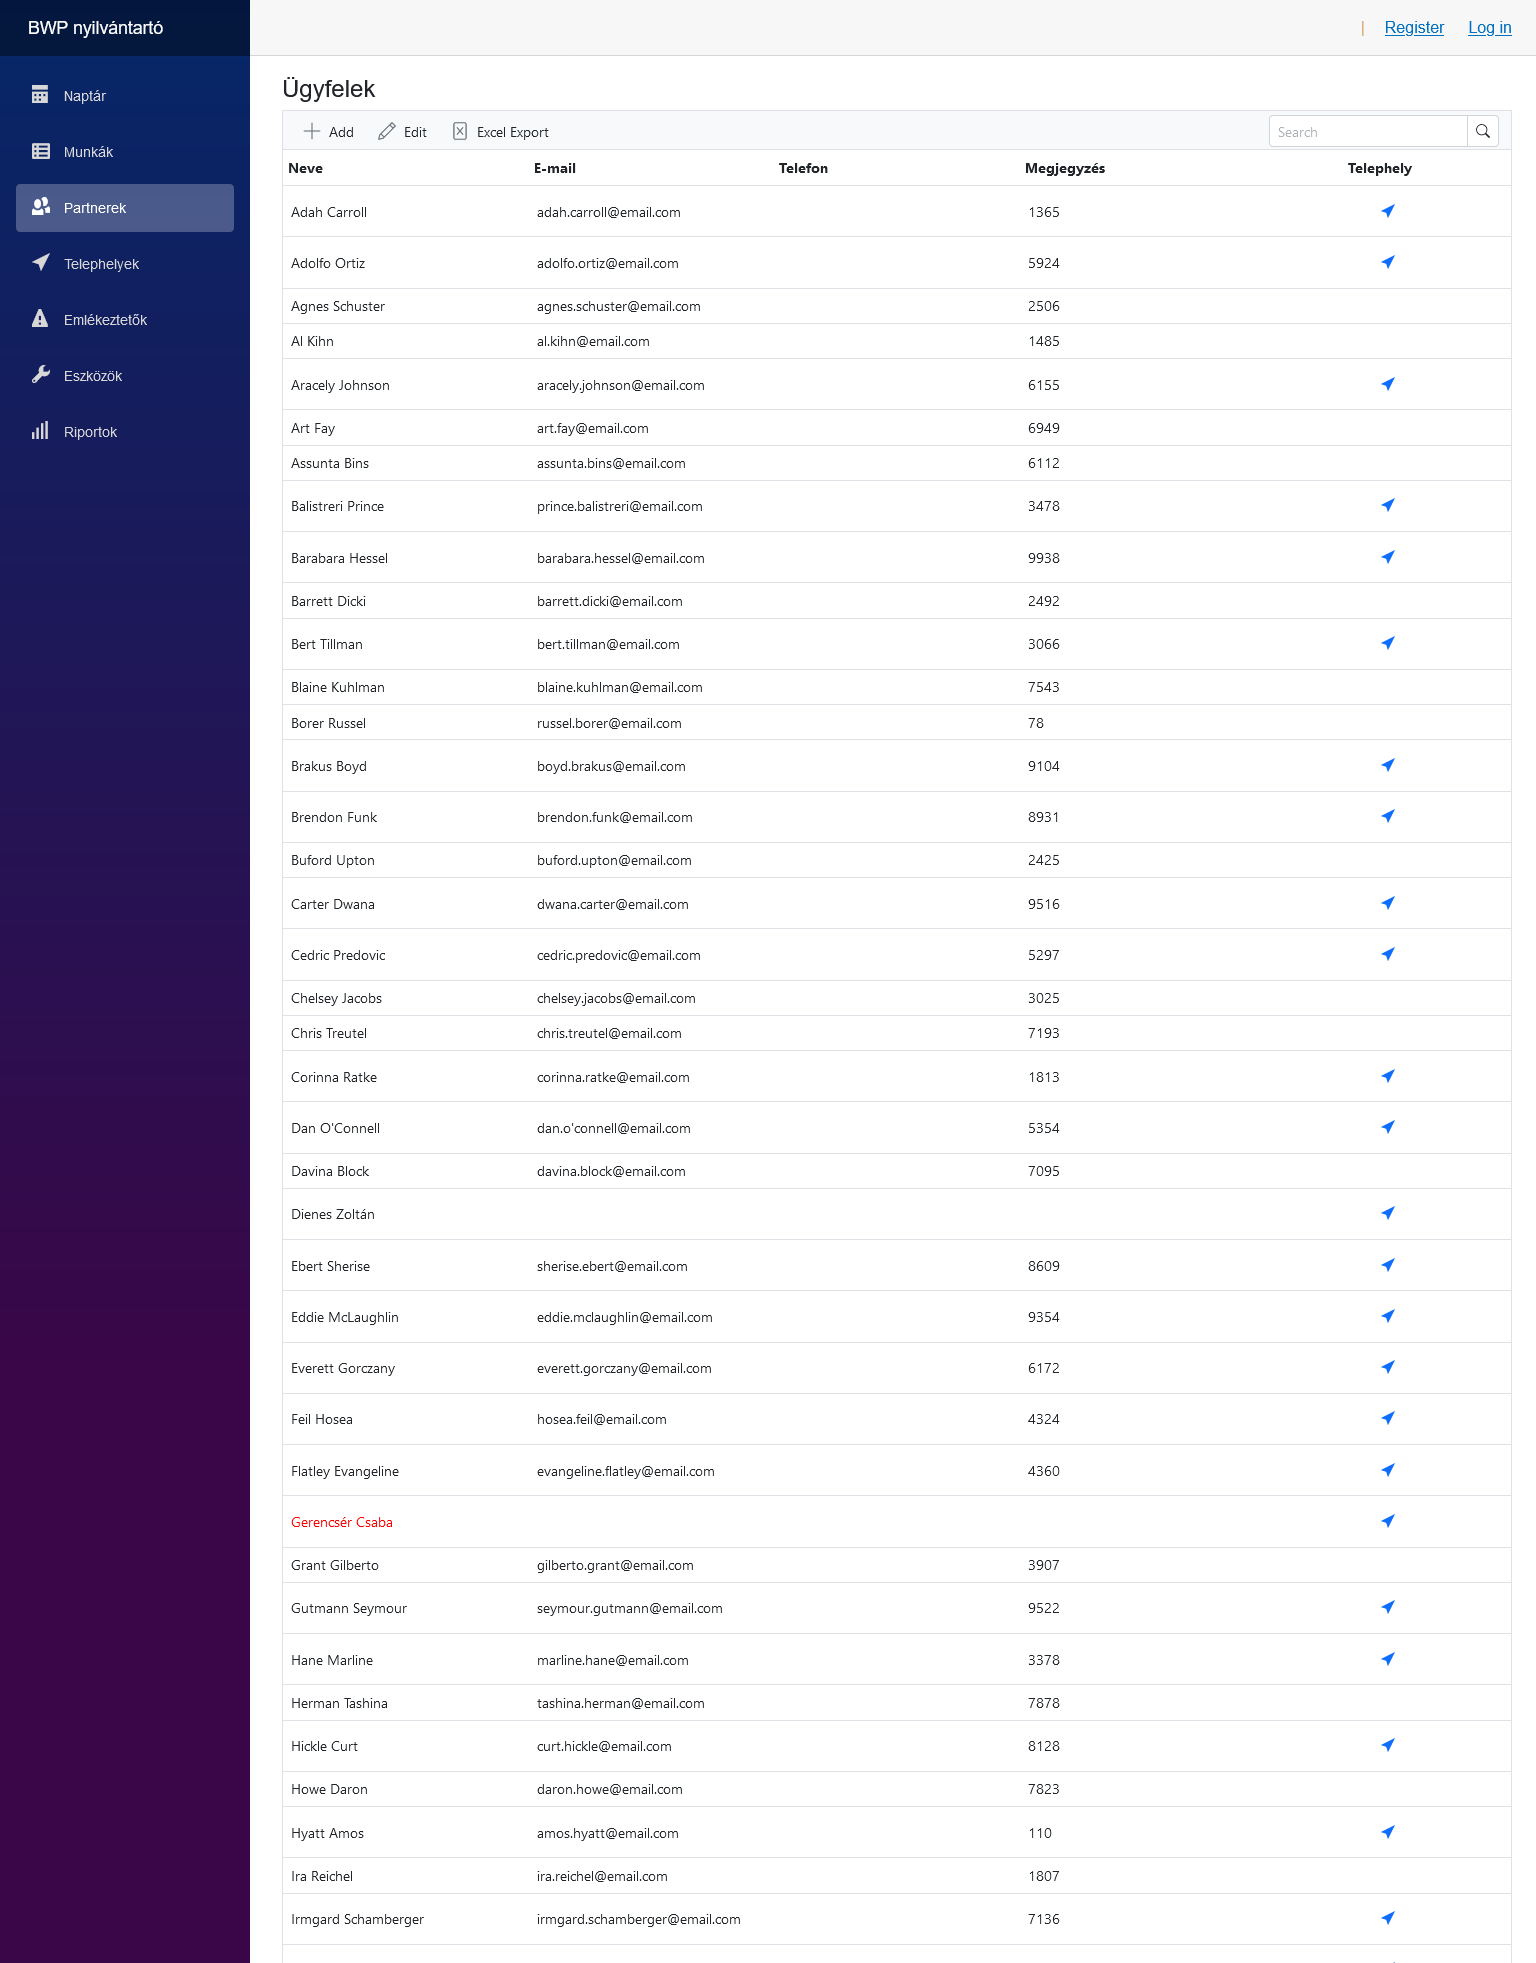 BWP nyilvántartó
| Register Log in
Naptár
Munkák
Partnerek
Telephelyek
Emlékeztetők
Eszközök
Riportok
Ügyfelek
Add Edit Excel Export Search
Neve E-mail Telefon Megjegyzés Telephely
Adah Carroll adah.carroll@email.com 1365
Adolfo Ortiz adolfo.ortiz@email.com 5924
Agnes Schuster agnes.schuster@email.com 2506
Al Kihn al.kihn@email.com 1485
Aracely Johnson aracely.johnson@email.com 6155
Art Fay art.fay@email.com 6949
Assunta Bins assunta.bins@email.com 6112
Balistreri Prince prince.balistreri@email.com 3478
Barabara Hessel barabara.hessel@email.com 9938
Barrett Dicki barrett.dicki@email.com 2492
Bert Tillman bert.tillman@email.com 3066
Blaine Kuhlman blaine.kuhlman@email.com 7543
Borer Russel russel.borer@email.com 78
Brakus Boyd boyd.brakus@email.com 9104
Brendon Funk brendon.funk@email.com 8931
Buford Upton buford.upton@email.com 2425
Carter Dwana dwana.carter@email.com 9516
Cedric Predovic cedric.predovic@email.com 5297
Chelsey Jacobs chelsey.jacobs@email.com 3025
Chris Treutel chris.treutel@email.com 7193
Corinna Ratke corinna.ratke@email.com 1813
Dan O'Connell dan.o'connell@email.com 5354
Davina Block davina.block@email.com 7095
Dienes Zoltán
Ebert Sherise sherise.ebert@email.com 8609
Eddie McLaughlin eddie.mclaughlin@email.com 9354
Everett Gorczany everett.gorczany@email.com 6172
Feil Hosea hosea.feil@email.com 4324
Flatley Evangeline evangeline.flatley@email.com 4360
Gerencsér Csaba
Grant Gilberto gilberto.grant@email.com 3907
Gutmann Seymour seymour.gutmann@email.com 9522
Hane Marline marline.hane@email.com 3378
Herman Tashina tashina.herman@email.com 7878
Hickle Curt curt.hickle@email.com 8128
Howe Daron daron.howe@email.com 7823
Hyatt Amos amos.hyatt@email.com 110
Ira Reichel ira.reichel@email.com 1807
Irmgard Schamberger irmgard.schamberger@email.com 7136